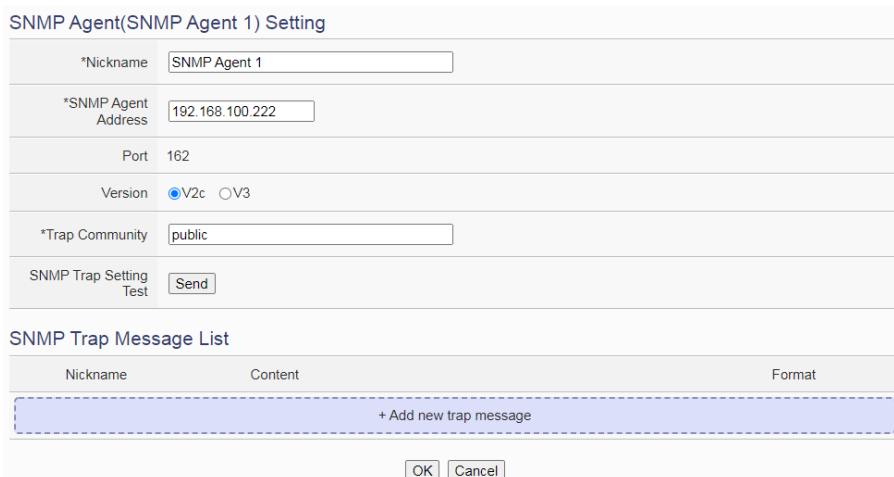 SNMP Agent(SNMP Agent 1) Setting
*Nickname SNMP Agent 1
*SNMP Agent
Address 192.168.100.222
Port 162
Version V2c V3
*Trap Community public
SNMP Trap Setting
Test Send
SNMP Trap Message List
Nickname Content Format
+ Add new trap message
OK Cancel